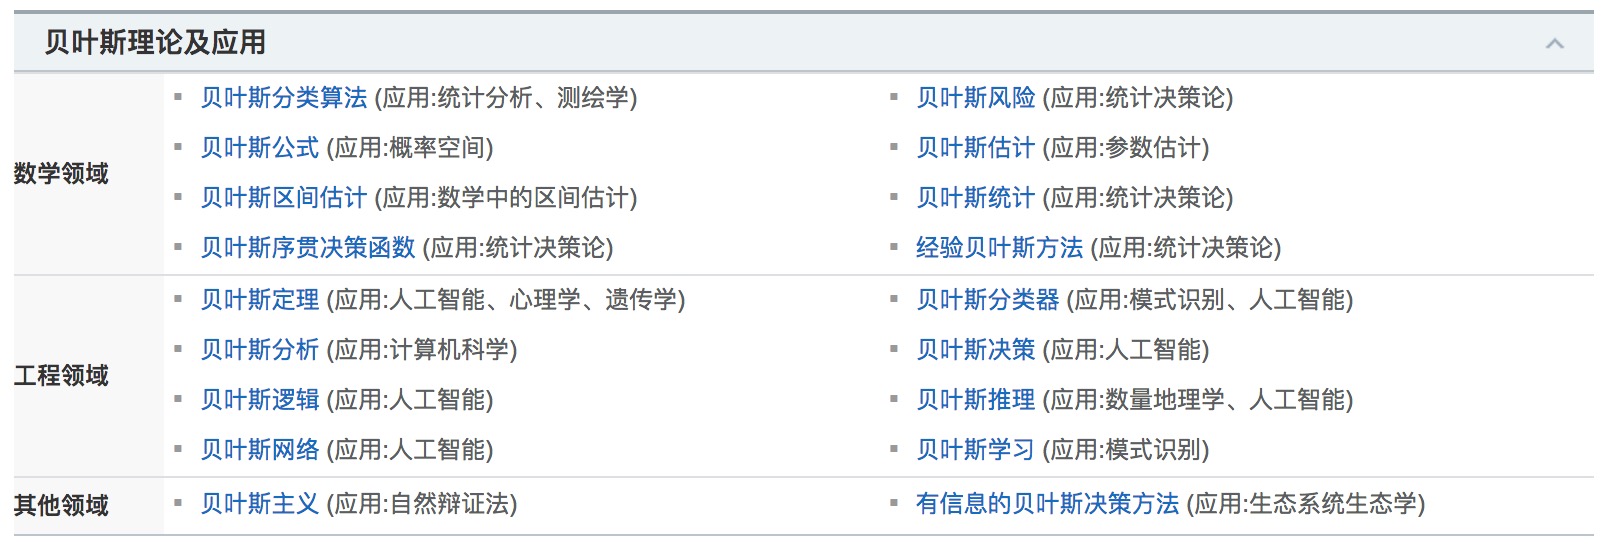 贝叶斯理论及应用
数学领域
贝叶斯分类算法 (应用:统计分析、测绘学)
贝叶斯风险 (应用:统计决策论)
贝叶斯公式 (应用:概率空间)
贝叶斯估计 (应用:参数估计)
贝叶斯区间估计 (应用:数学中的区间估计)
贝叶斯统计 (应用:统计决策论)
贝叶斯序贯决策函数 (应用:统计决策论)
经验贝叶斯方法 (应用:统计决策论)
工程领域
贝叶斯定理 (应用:人工智能、心理学、遗传学)
贝叶斯分类器 (应用:模式识别、人工智能)
贝叶斯分析 (应用:计算机科学)
贝叶斯决策 (应用:人工智能)
贝叶斯逻辑 (应用:人工智能)
贝叶斯推理 (应用:数量地理学、人工智能)
贝叶斯网络 (应用:人工智能)
贝叶斯学习 (应用:模式识别)
其他领域
贝叶斯主义 (应用:自然辩证法)
有信息的贝叶斯决策方法 (应用:生态系统生态学)